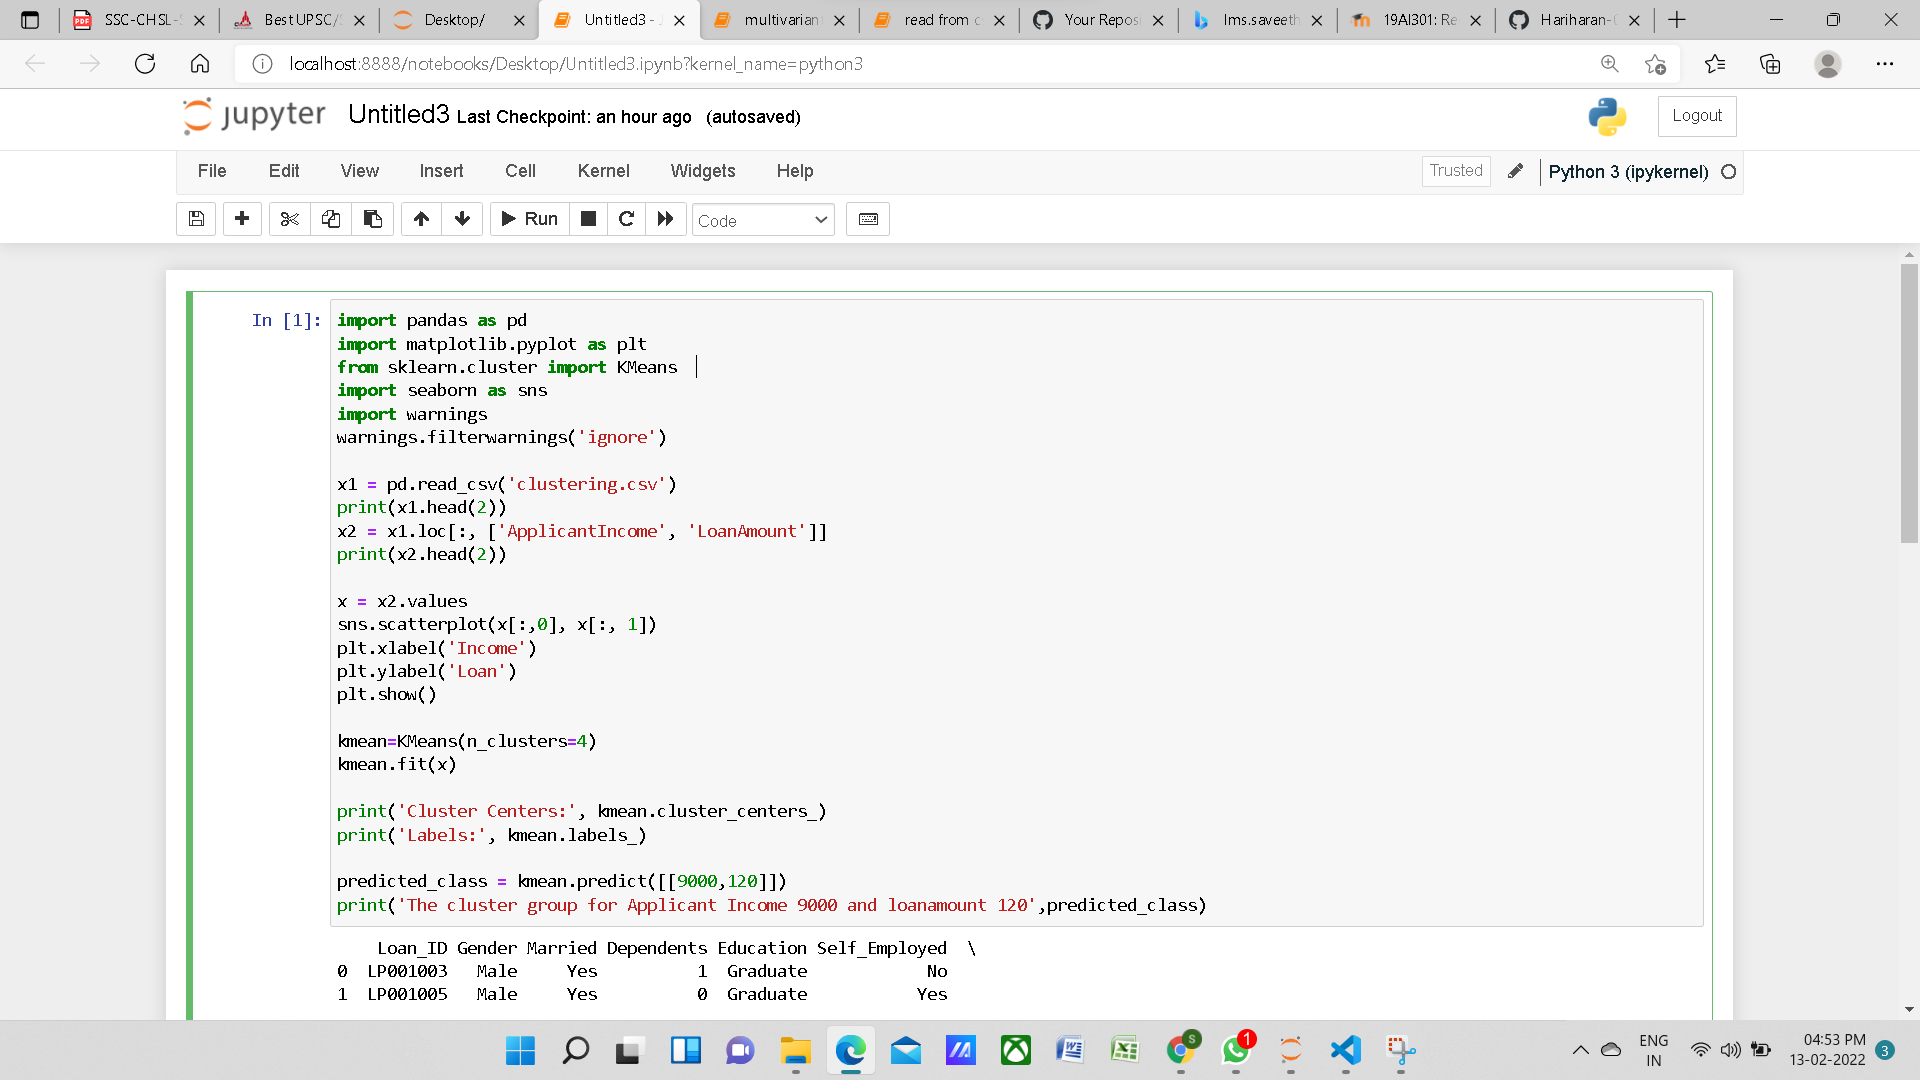 SSC-CHSL-
Best UPSC/
Desktop/
Untitled3 -
multivarian
read from c
Your Repos
lms.saveeth
19AI301: Re
Hariharan-
localhost:8888/notebooks/Desktop/Untitled3.ipynb?kernel_name=python3
jupyter Untitled3 Last Checkpoint: an hour ago (autosaved)
Logout
File Edit View Insert Cell Kernel Widgets Help
Trusted Python 3 (ipykernel)
Run Code
In [1]:
import pandas as pd
import matplotlib.pyplot as plt
from sklearn.cluster import KMeans
import seaborn as sns
import warnings
warnings.filterwarnings('ignore')
x1 = pd.read_csv('clustering.csv')
print(x1.head(2))
x2 = x1.loc[:, ['ApplicantIncome', 'LoanAmount']]
print(x2.head(2))
x = x2.values
sns.scatterplot(x[:,0], x[:, 1])
plt.xlabel('Income')
plt.ylabel('Loan')
plt.show()
kmean=KMeans(n_clusters=4)
kmean.fit(x)
print('Cluster Centers:', kmean.cluster_centers_)
print('Labels:', kmean.labels_)
predicted_class = kmean.predict([[9000,120]])
print('The cluster group for Applicant Income 9000 and loanamount 120',predicted_class)
Loan_ID Gender Married Dependents Education Self_Employed \
0 LP001003 Male Yes 1 Graduate No
1 LP001005 Male Yes 0 Graduate Yes
ENG
IN
04:53 PM
13-02-2022
3
1